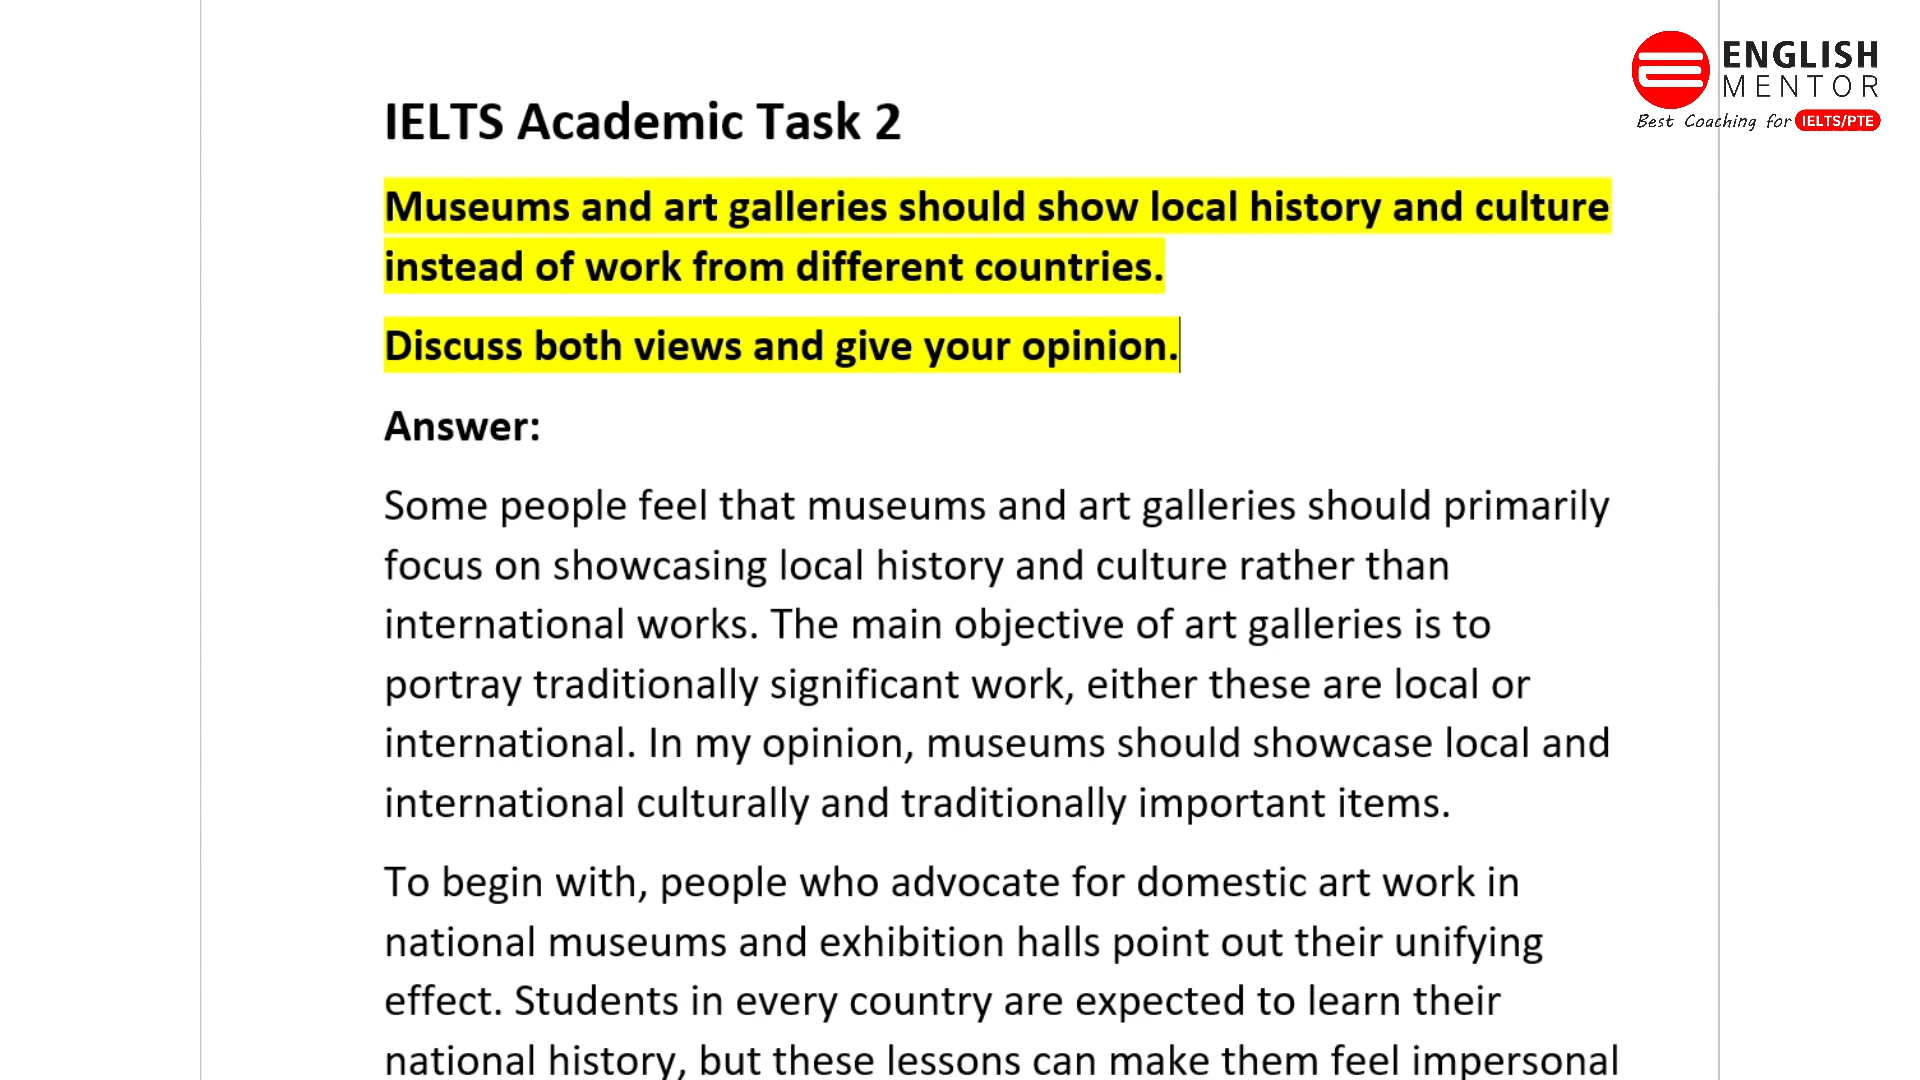 ENGLISH
MENTOR
Best Coaching for IELTS/PTE
IELTS Academic Task 2
Museums and art galleries should show local history and culture
instead of work from different countries.
Discuss both views and give your opinion.
Answer:
Some people feel that museums and art galleries should primarily
focus on showcasing local history and culture rather than
international works. The main objective of art galleries is to
portray traditionally significant work, either these are local or
international. In my opinion, museums should showcase local and
international culturally and traditionally important items.
To begin with, people who advocate for domestic art work in
national museums and exhibition halls point out their unifying
effect. Students in every country are expected to learn their
national history, but these lessons can make them feel impersonal